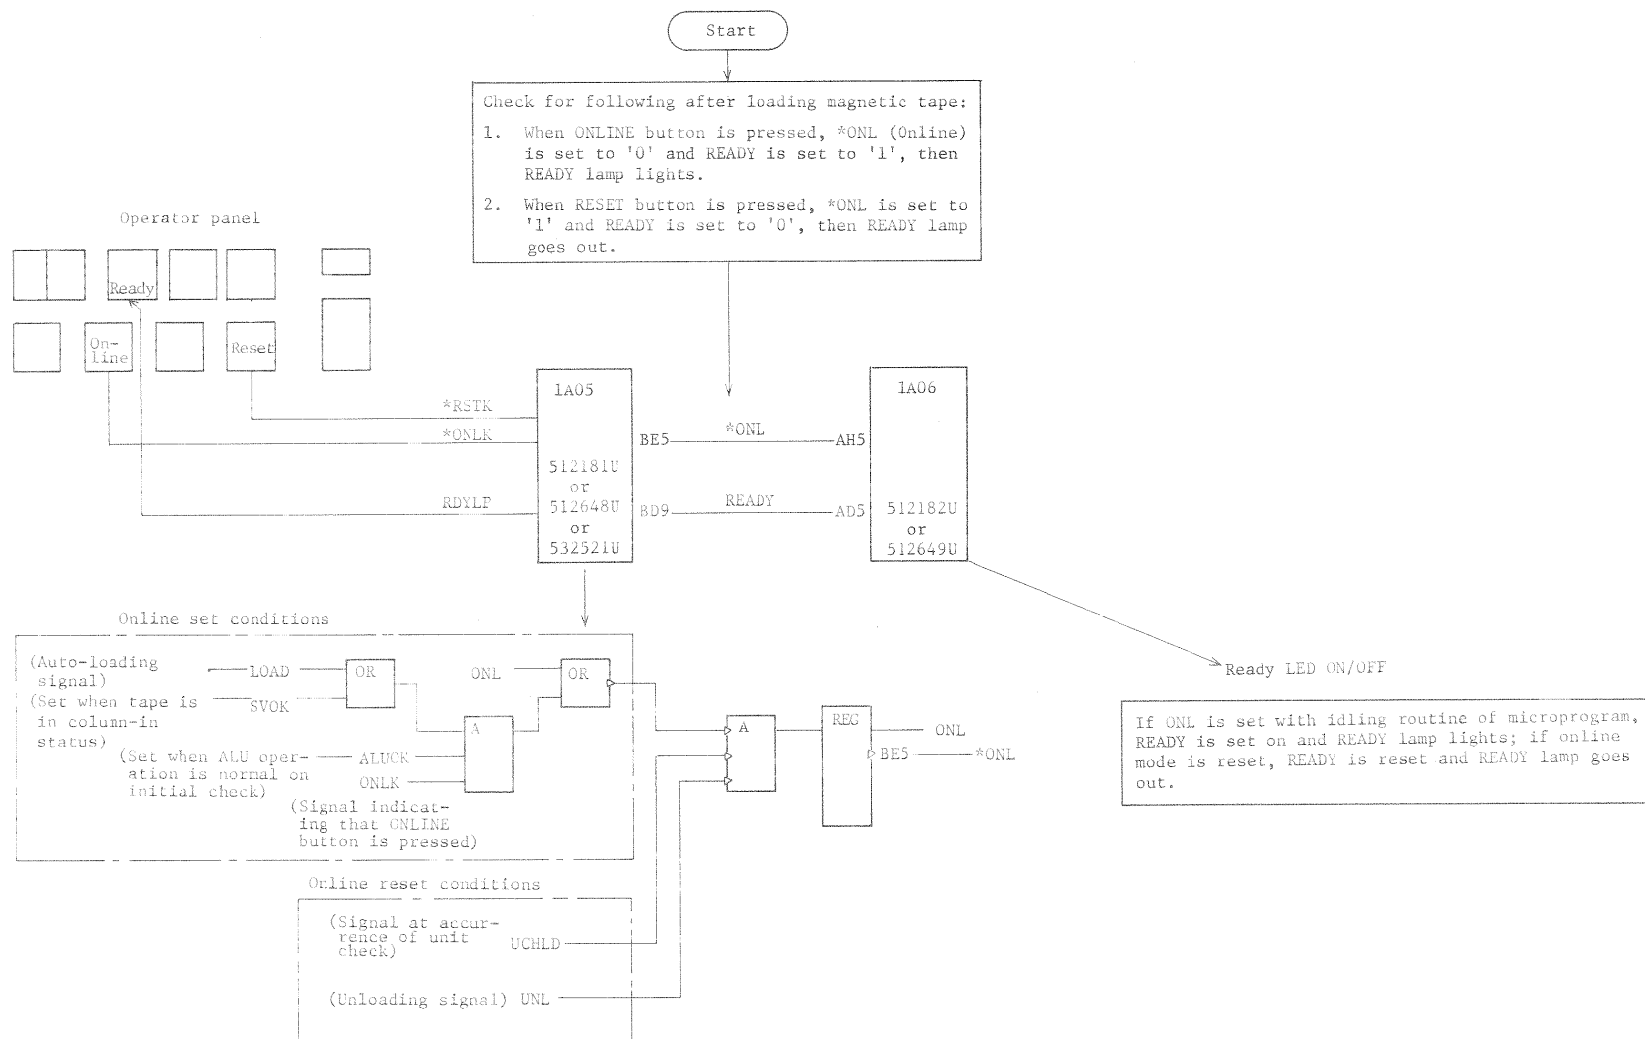 Start
Check for following after loading magnetic tape:
1. When ONLINE button is pressed, *ONL (Online)
is set to '0' and READY is set to '1', then
READY lamp lights.
2. When RESET button is pressed, *ONL is set to
'1' and READY is set to '0', then READY lamp
goes out.
Operator panel
Ready
On-
line
Reset
*RSTK
*ONLK
RDYLP
1A05
512181U
or
512648U
or
532521U
BE5
*ONL
AH5
BD9
READY
AD5
1A06
512182U
or
512649U
Online set conditions
(Auto-loading
signal)
LOAD
OR
(Set when tape is
in column-in
status)
SVOK
ONL
OR
A
(Set when ALU oper-
ation is normal on
initial check)
ALUCK
ONLK
(Signal indicat-
ing that ONLINE
button is pressed)
A
REG
ONL
BE5
*ONL
Ready LED ON/OFF
If ONL is set with idling routine of microprogram,
READY is set on and READY lamp lights; if online
mode is reset, READY is reset and READY lamp goes
out.
Online reset conditions
(Signal at accur-
rence of unit
check)
UCHLD
(Unloading signal) UNL